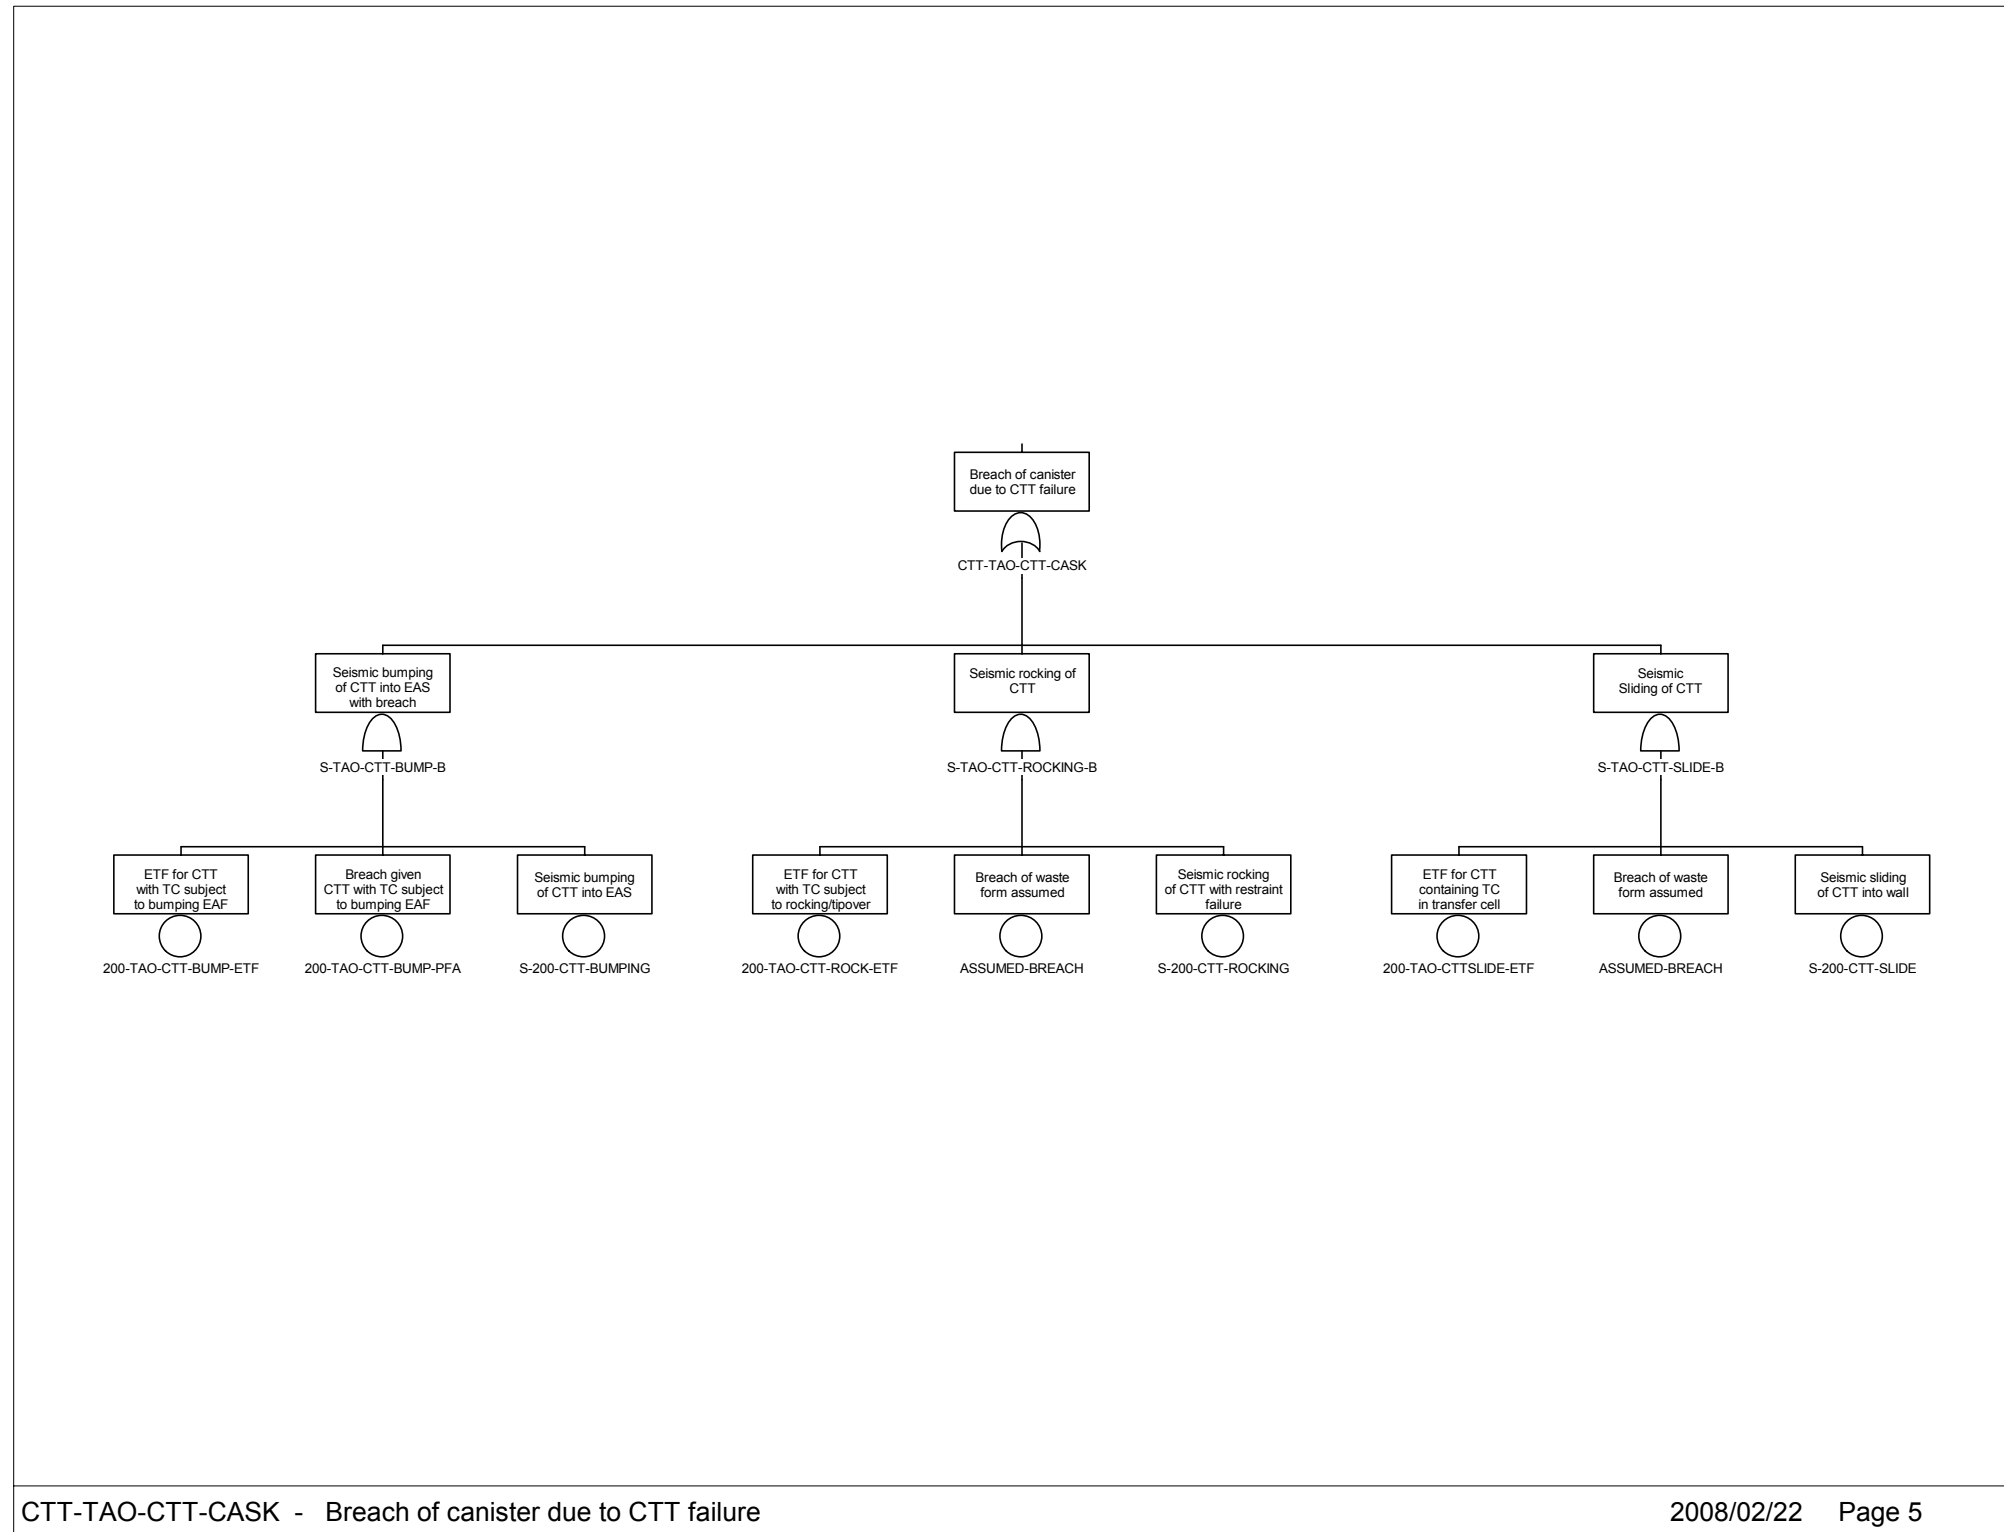 Breach of canister
due to CTT failure
CTT-TAO-CTT-CASK
Seismic bumping
of CTT into EAS
with breach
S-TAO-CTT-BUMP-B
Seismic rocking of
CTT
S-TAO-CTT-ROCKING-B
Seismic
Sliding of CTT
S-TAO-CTT-SLIDE-B
ETF for CTT
with TC subject
to bumping EAF
200-TAO-CTT-BUMP-ETF
Breach given
CTT with TC subject
to bumping EAF
200-TAO-CTT-BUMP-PFA
Seismic bumping
of CTT into EAS
S-200-CTT-BUMPING
ETF for CTT
with TC subject
to rocking/tipover
200-TAO-CTT-ROCK-ETF
Breach of waste
form assumed
ASSUMED-BREACH
Seismic rocking
of CTT with restraint
failure
S-200-CTT-ROCKING
ETF for CTT
containing TC
in transfer cell
200-TAO-CTTSLIDE-ETF
Breach of waste
form assumed
ASSUMED-BREACH
Seismic sliding
of CTT into wall
S-200-CTT-SLIDE
CTT-TAO-CTT-CASK - Breach of canister due to CTT failure
2008/02/22 Page 5